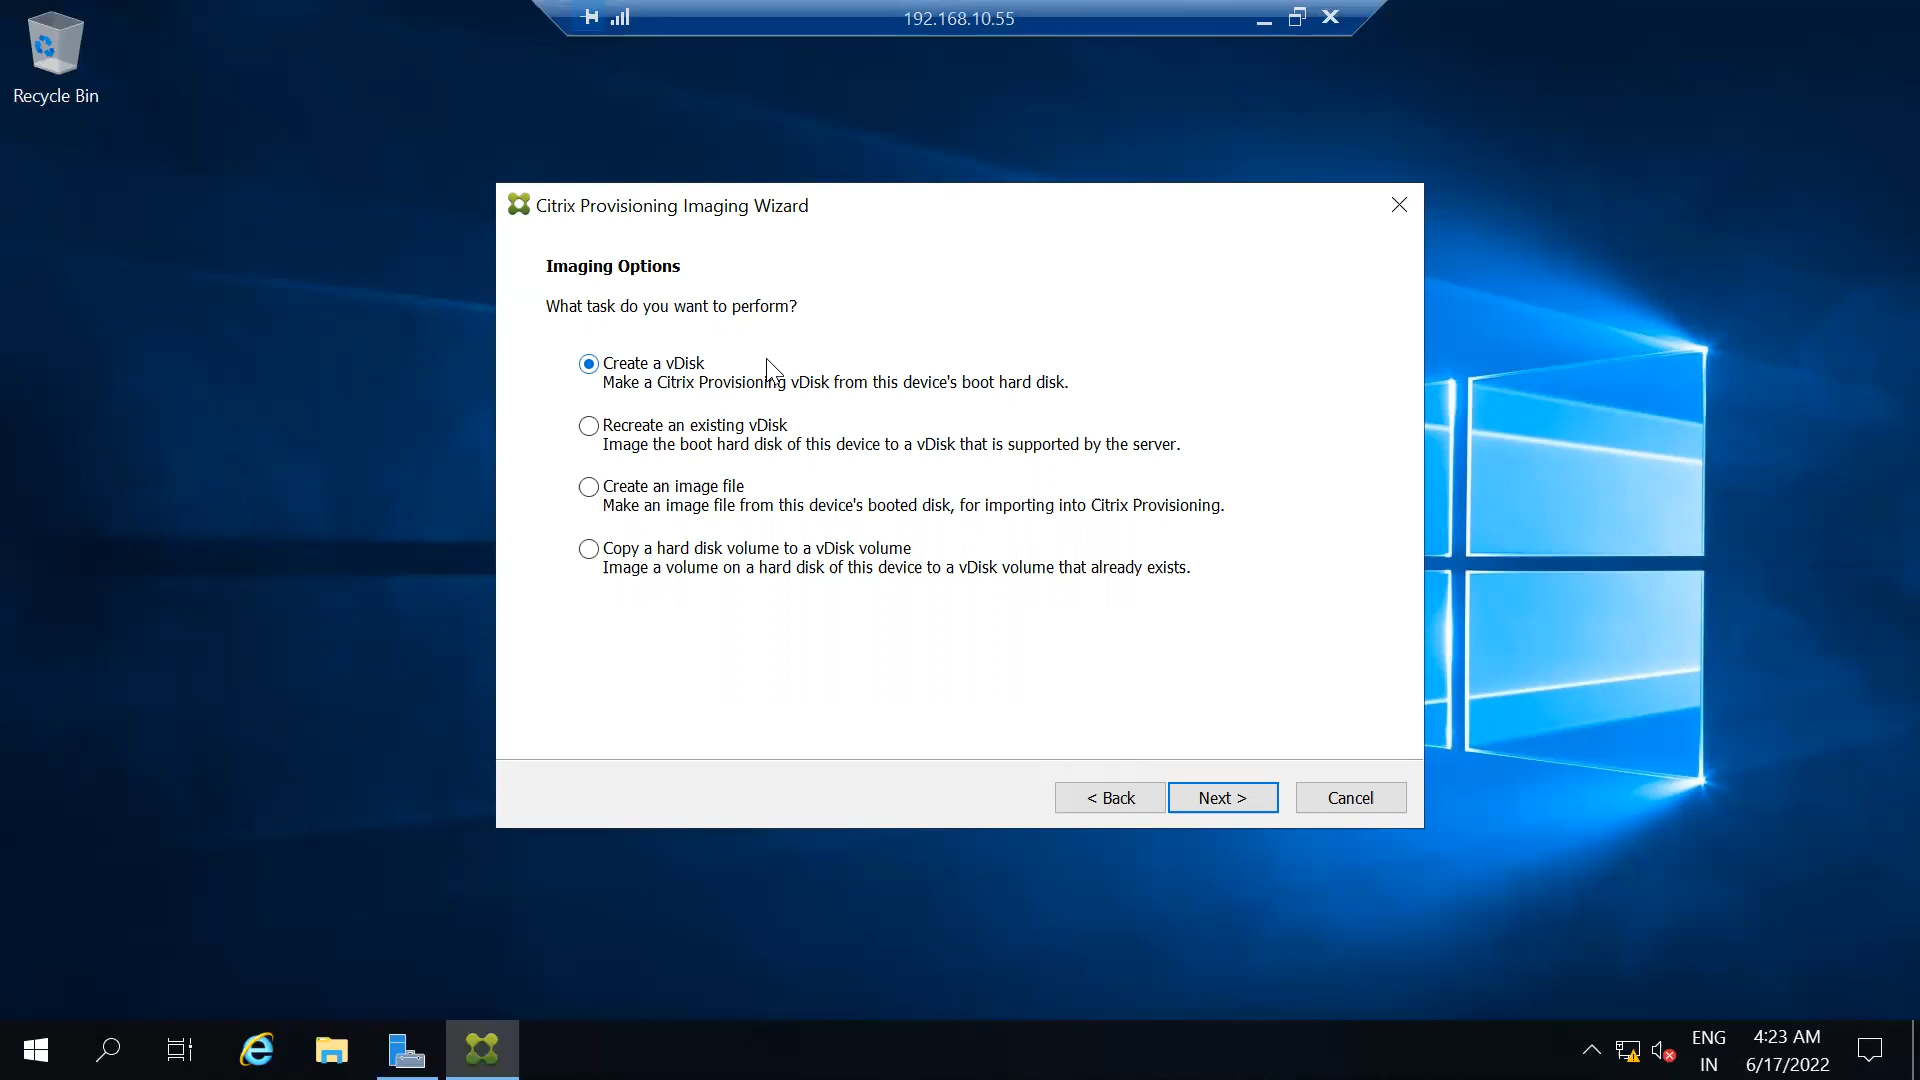 192.168.10.55
Recycle Bin
Citrix Provisioning Imaging Wizard
Imaging Options
What task do you want to perform?
Create a vDisk
Make a Citrix Provisioning vDisk from this device's boot hard disk.
Recreate an existing vDisk
Image the boot hard disk of this device to a vDisk that is supported by the server.
Create an image file
Make an image file from this device's booted disk, for importing into Citrix Provisioning.
Copy a hard disk volume to a vDisk volume
Image a volume on a hard disk of this device to a vDisk volume that already exists.
< Back
Next >
Cancel
ENG
IN
4:23 AM
6/17/2022